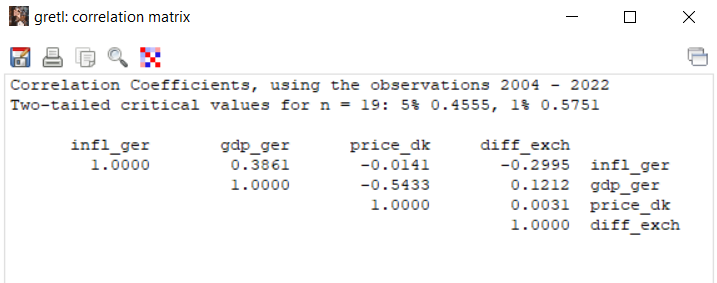 gretl: correlation matrix
Correlation Coefficients, using the observations 2004 - 2022
Two-tailed critical values for n = 19: 5% 0.4555, 1% 0.5751
infl_ger gdp_ger price_dk diff_exch
1.0000 0.3861 -0.0141 -0.2995 infl_ger
1.0000 -0.5433 0.1212 gdp_ger
1.0000 0.0031 price_dk
1.0000 diff_exch